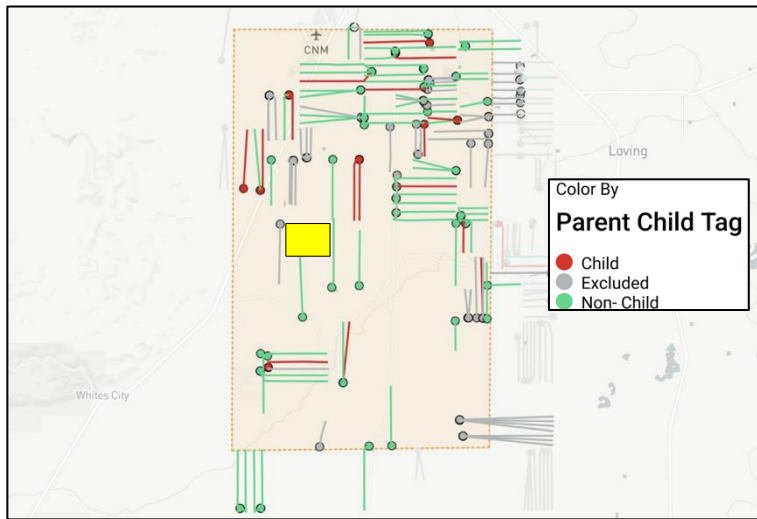 CNM
Loving
Color By
Parent Child Tag
Child
Excluded
Non- Child
Whites City